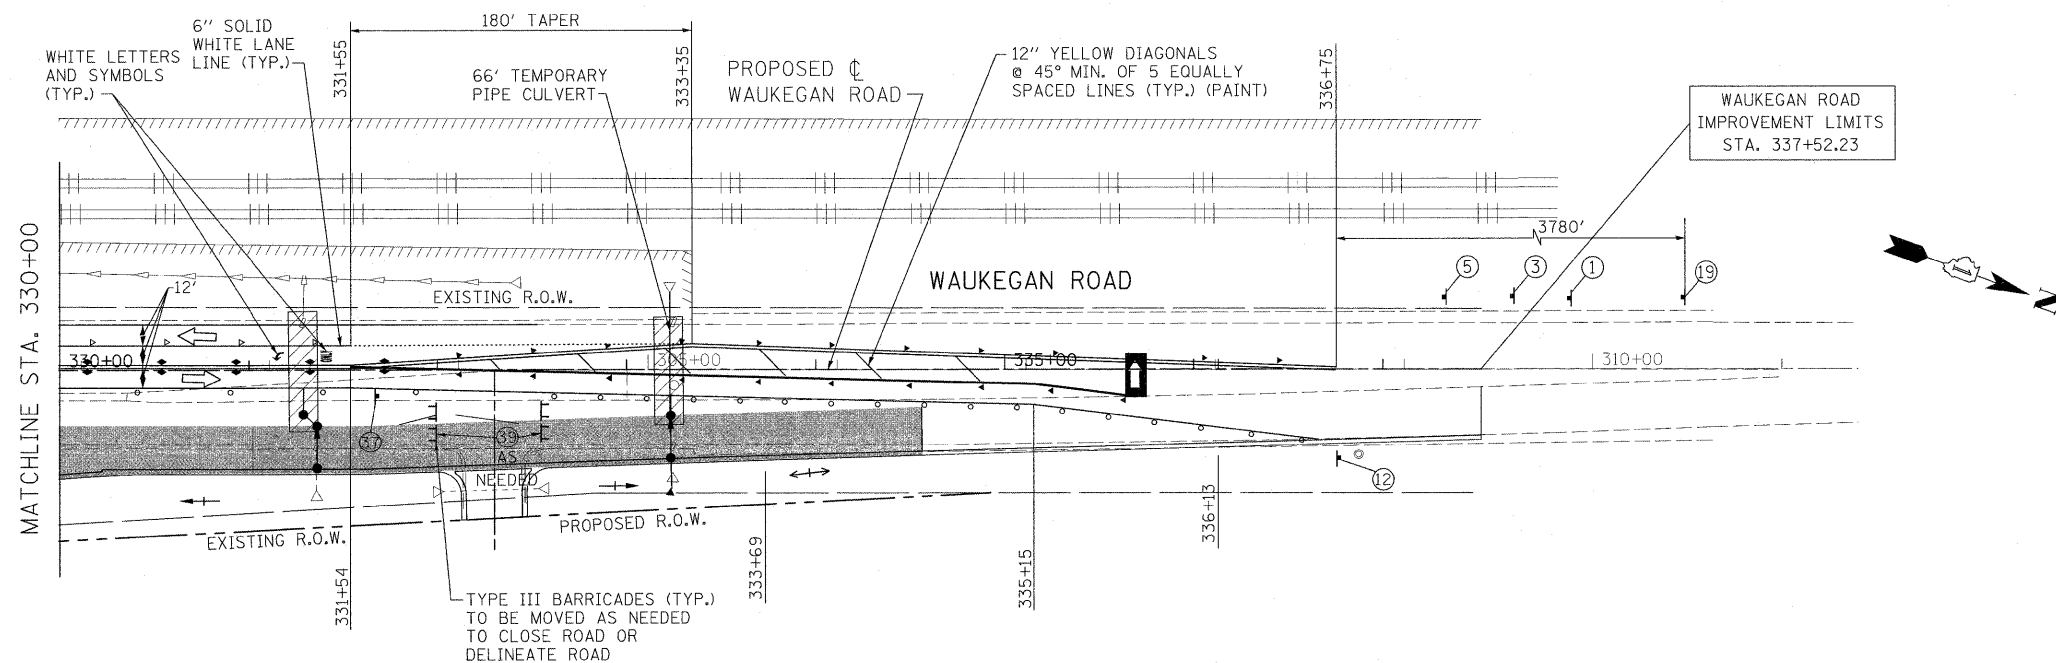 6" SOLID
WHITE LANE
LINE (TYP.)
WHITE LETTERS
AND SYMBOLS
(TYP.)
331+55
180' TAPER
66' TEMPORARY
PIPE CULVERT
333+35
PROPOSED ℄
WAUKEGAN ROAD
12" YELLOW DIAGONALS
@ 45° MIN. OF 5 EQUALLY
SPACED LINES (TYP.) (PAINT)
336+75
WAUKEGAN ROAD
IMPROVEMENT LIMITS
STA. 337+52.23
3780'
MATCHLINE STA. 330+00
12'
EXISTING R.O.W.
WAUKEGAN ROAD
5
3
1
19
N
330+00
335+00
310+00
37
39
AS
NEEDED
12
EXISTING R.O.W.
PROPOSED R.O.W.
331+54
333+69
335+15
336+13
TYPE III BARRICADES (TYP.)
TO BE MOVED AS NEEDED
TO CLOSE ROAD OR
DELINEATE ROAD